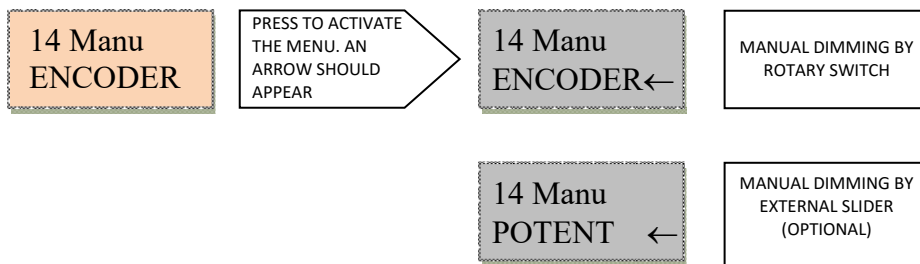 14 Manu
ENCODER
PRESS TO ACTIVATE
THE MENU. AN
ARROW SHOULD
APPEAR
14 Manu
ENCODER←
MANUAL DIMMING BY
ROTARY SWITCH
14 Manu
POTENT ←
MANUAL DIMMING BY
EXTERNAL SLIDER
(OPTIONAL)